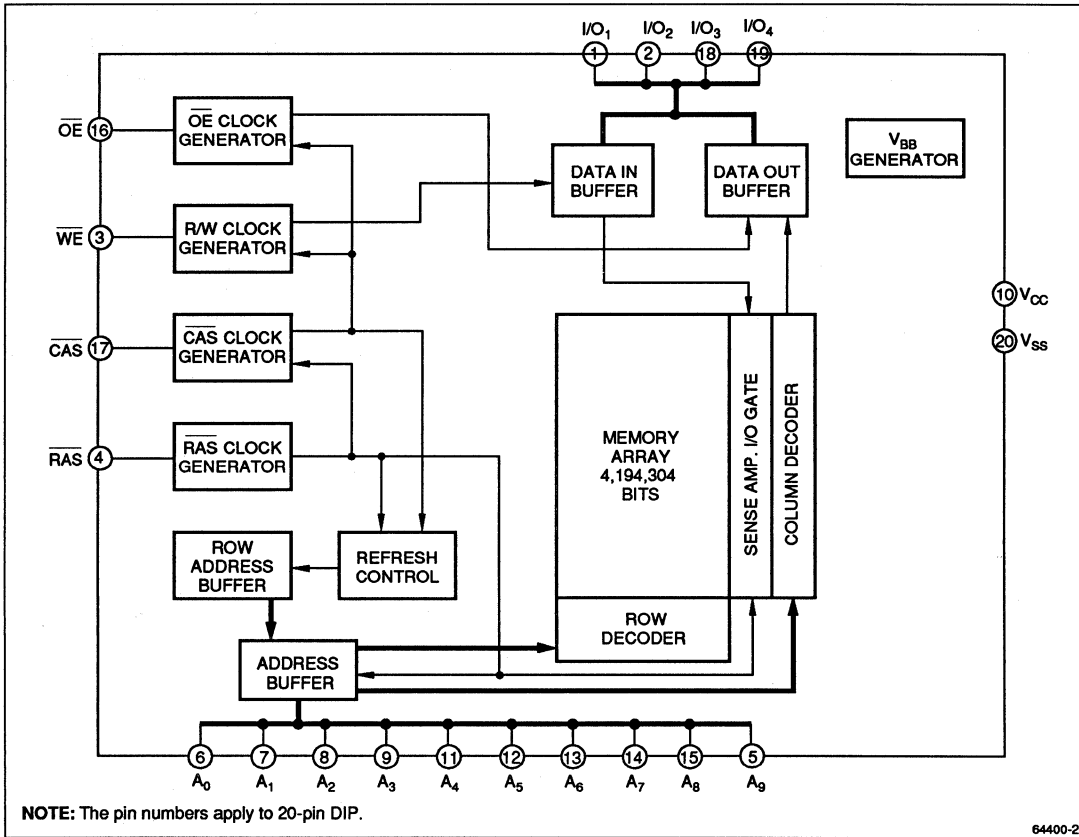 I/O1 I/O2 I/O3 I/O4
1 2 18 19
OE 16
OE CLOCK
GENERATOR
DATA IN
BUFFER
DATA OUT
BUFFER
VBB
GENERATOR
WE 3
R/W CLOCK
GENERATOR
10 VCC
20 VSS
CAS 17
CAS CLOCK
GENERATOR
RAS 4
RAS CLOCK
GENERATOR
MEMORY
ARRAY
4,194,304
BITS
SENSE AMP. I/O GATE
COLUMN DECODER
ROW
ADDRESS
BUFFER
REFRESH
CONTROL
ROW
DECODER
ADDRESS
BUFFER
6 7 8 9 11 12 13 14 15 5
A0 A1 A2 A3 A4 A5 A6 A7 A8 A9
NOTE: The pin numbers apply to 20-pin DIP.
64400-2